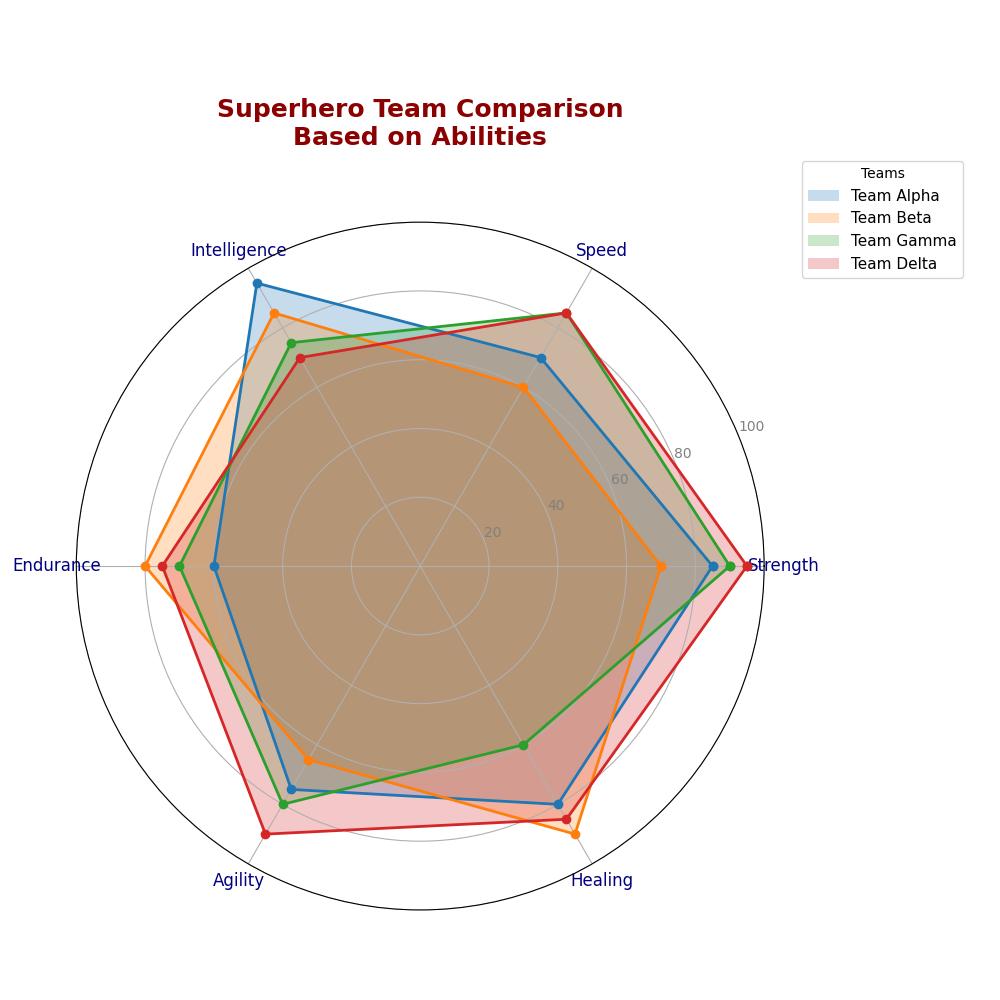 Superhero Team Comparison
Based on Abilities
Teams
Team Alpha
Team Beta
Team Gamma
Team Delta
Intelligence
Speed
100
80
60
40
20
Endurance
Strength
Agility
Healing